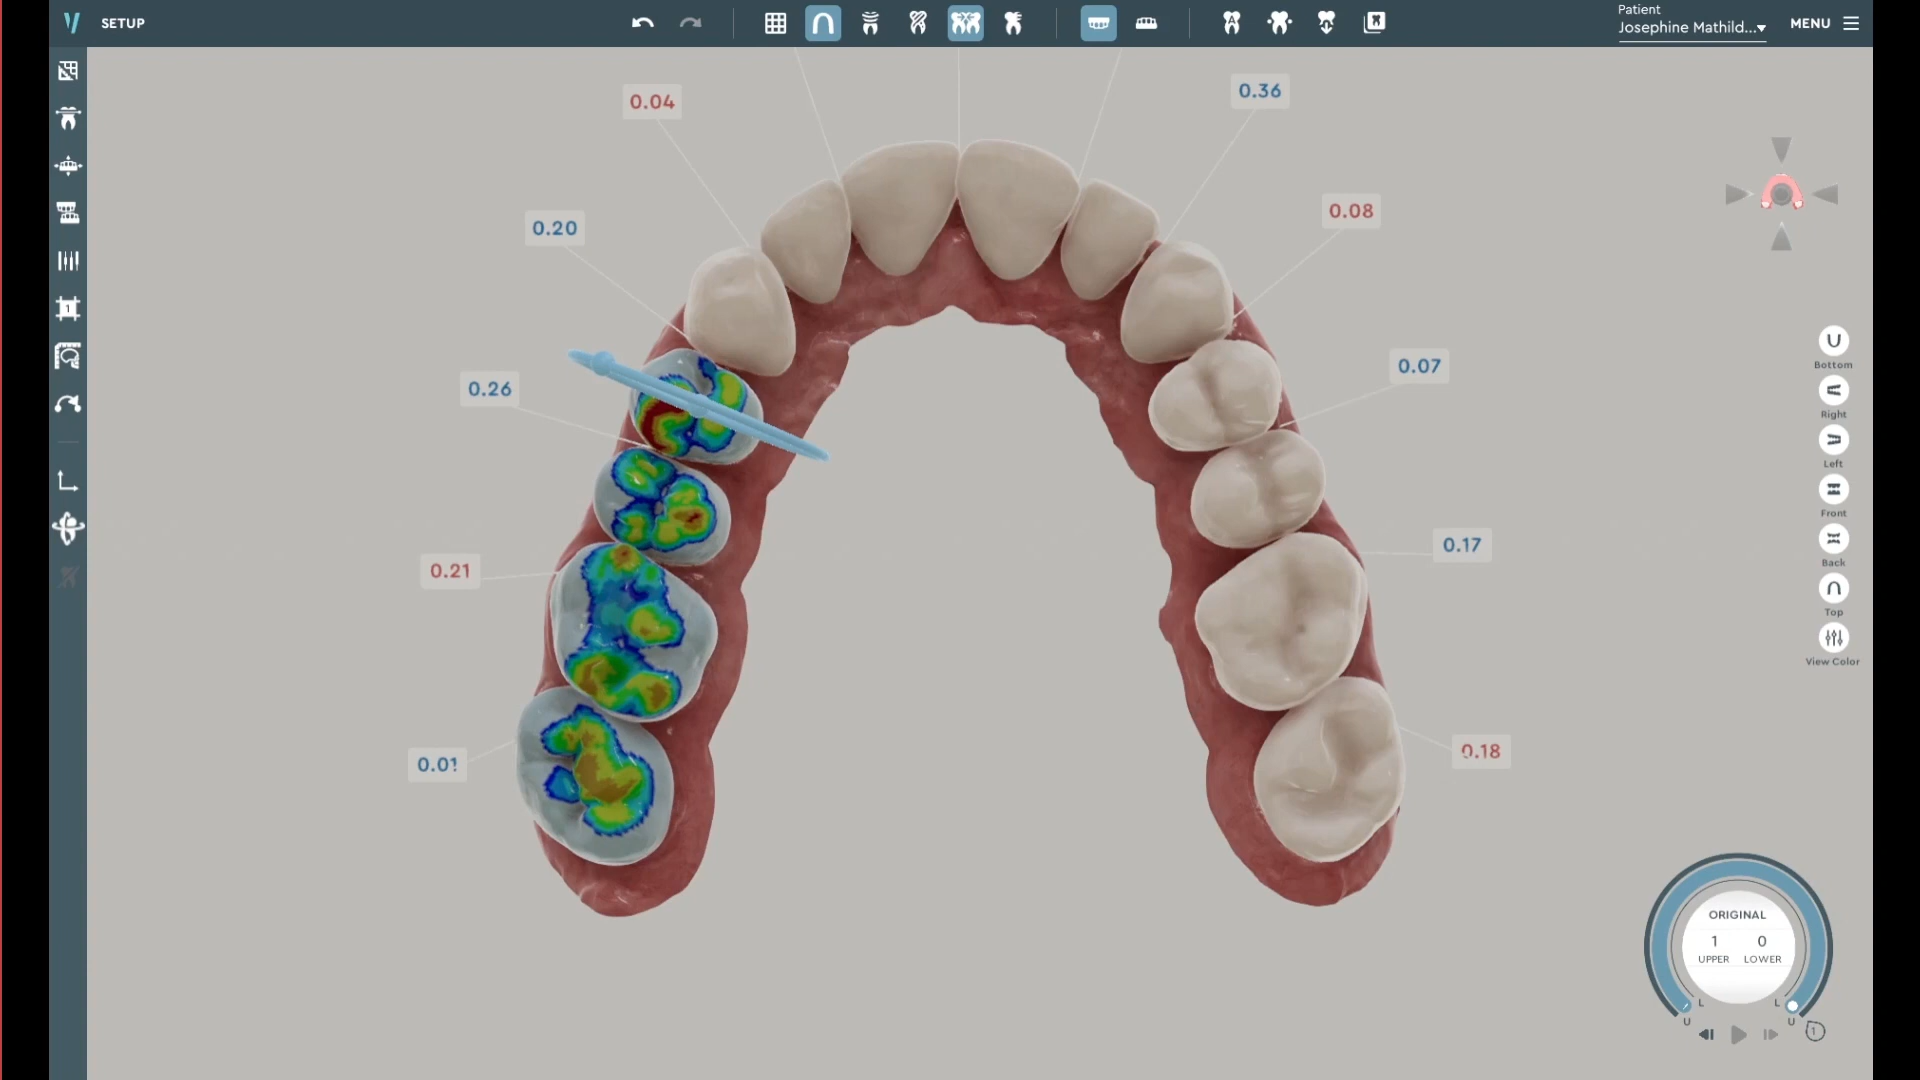 SETUP
Patient
Josephine Mathild...
MENU
0.04
0.36
0.20
0.08
0.26
0.07
0.21
0.17
0.01
0.18
1
Bottom
Right
Left
Front
Back
Top
View Color
ORIGINAL
1 0
UPPER LOWER
L L
U U
1